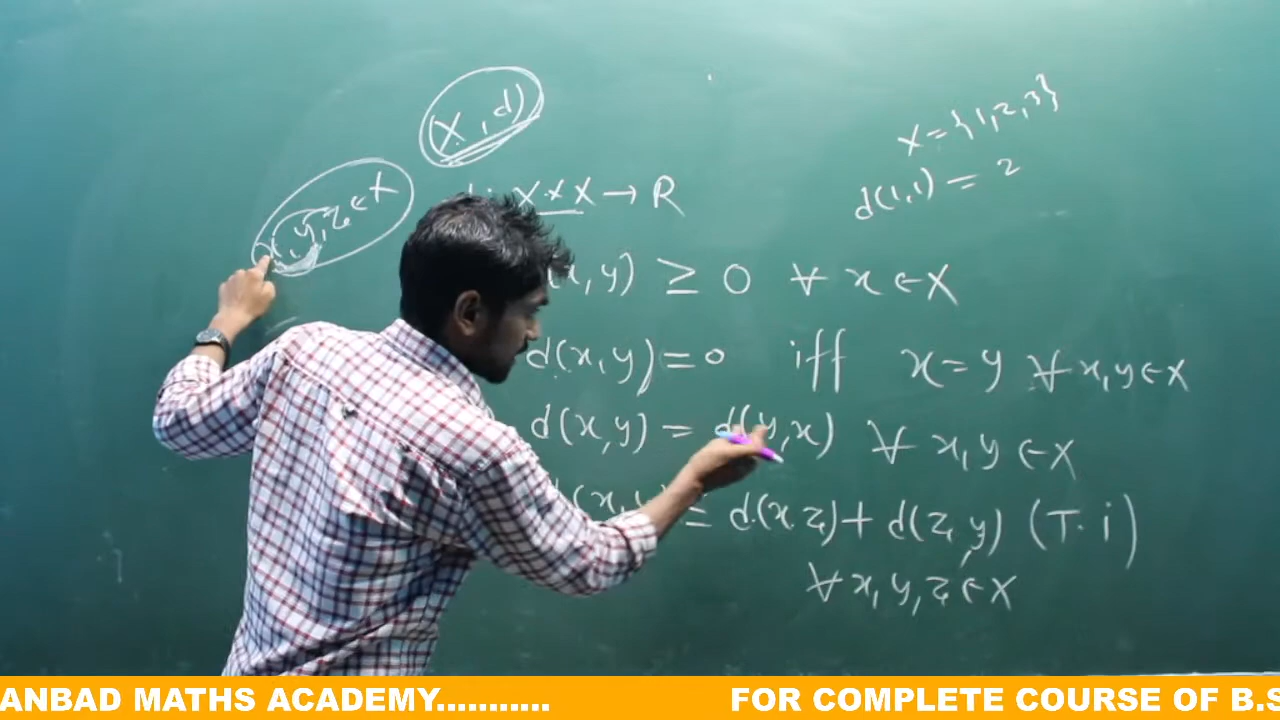 (X, d)
X = {1,2,3}
d(1,1) = 2
x, y, z ∈ X
X × X → R
x, y) ≥ 0 ∀ x ∈ X
d(x, y) = 0 iff x = y ∀ x, y ∈ X
d(x, y) = d(y, x) ∀ x, y ∈ X
(x, d(x z) + d(z, y) (T. i)
∀ x, y, z ∈ X
ANBAD MATHS ACADEMY........... FOR COMPLETE COURSE OF B.S